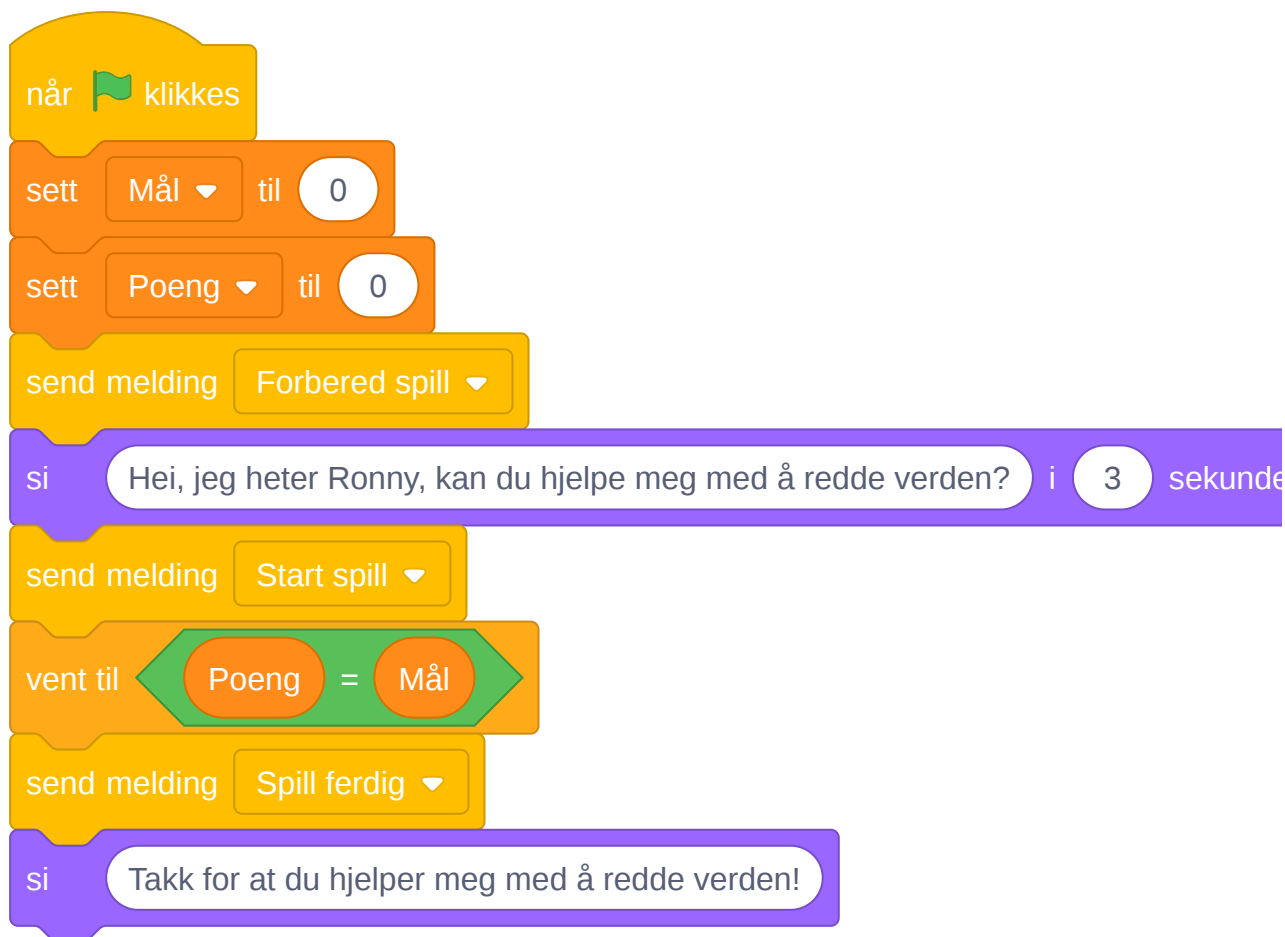 når klikkes
sett Mål til 0
sett Poeng til 0
send melding Forbered spill
si Hei, jeg heter Ronny, kan du hjelpe meg med å redde verden? i 3 sekunde
send melding Start spill
vent til Poeng = Mål
send melding Spill ferdig
si Takk for at du hjelper meg med å redde verden!